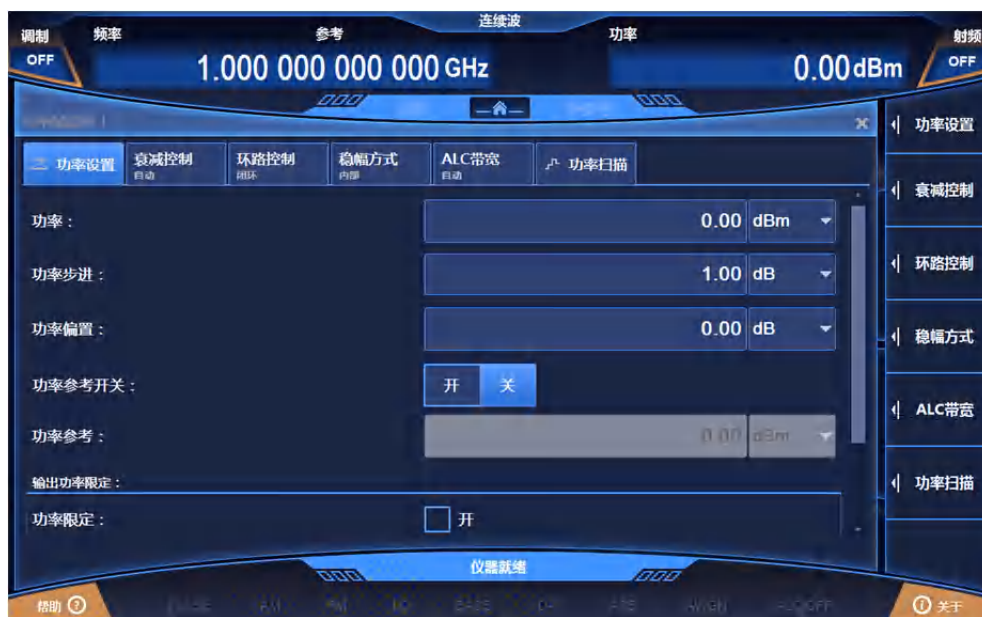 连续波
调制 频率 参考 功率 射频
OFF 1.000 000 000 000 GHz 0.00 dBm OFF
功率设置 衰减控制 环路控制 稳幅方式 ALC带宽 功率扫描
自动 闭环 内部 自动
功率： 0.00 dBm
功率步进： 1.00 dB
功率偏置： 0.00 dB
功率参考开关： 开 关
功率参考： 0.00 dBm
输出功率限定：
功率限定： 开
功率设置
衰减控制
环路控制
稳幅方式
ALC带宽
功率扫描
仪器就绪
帮助 关于